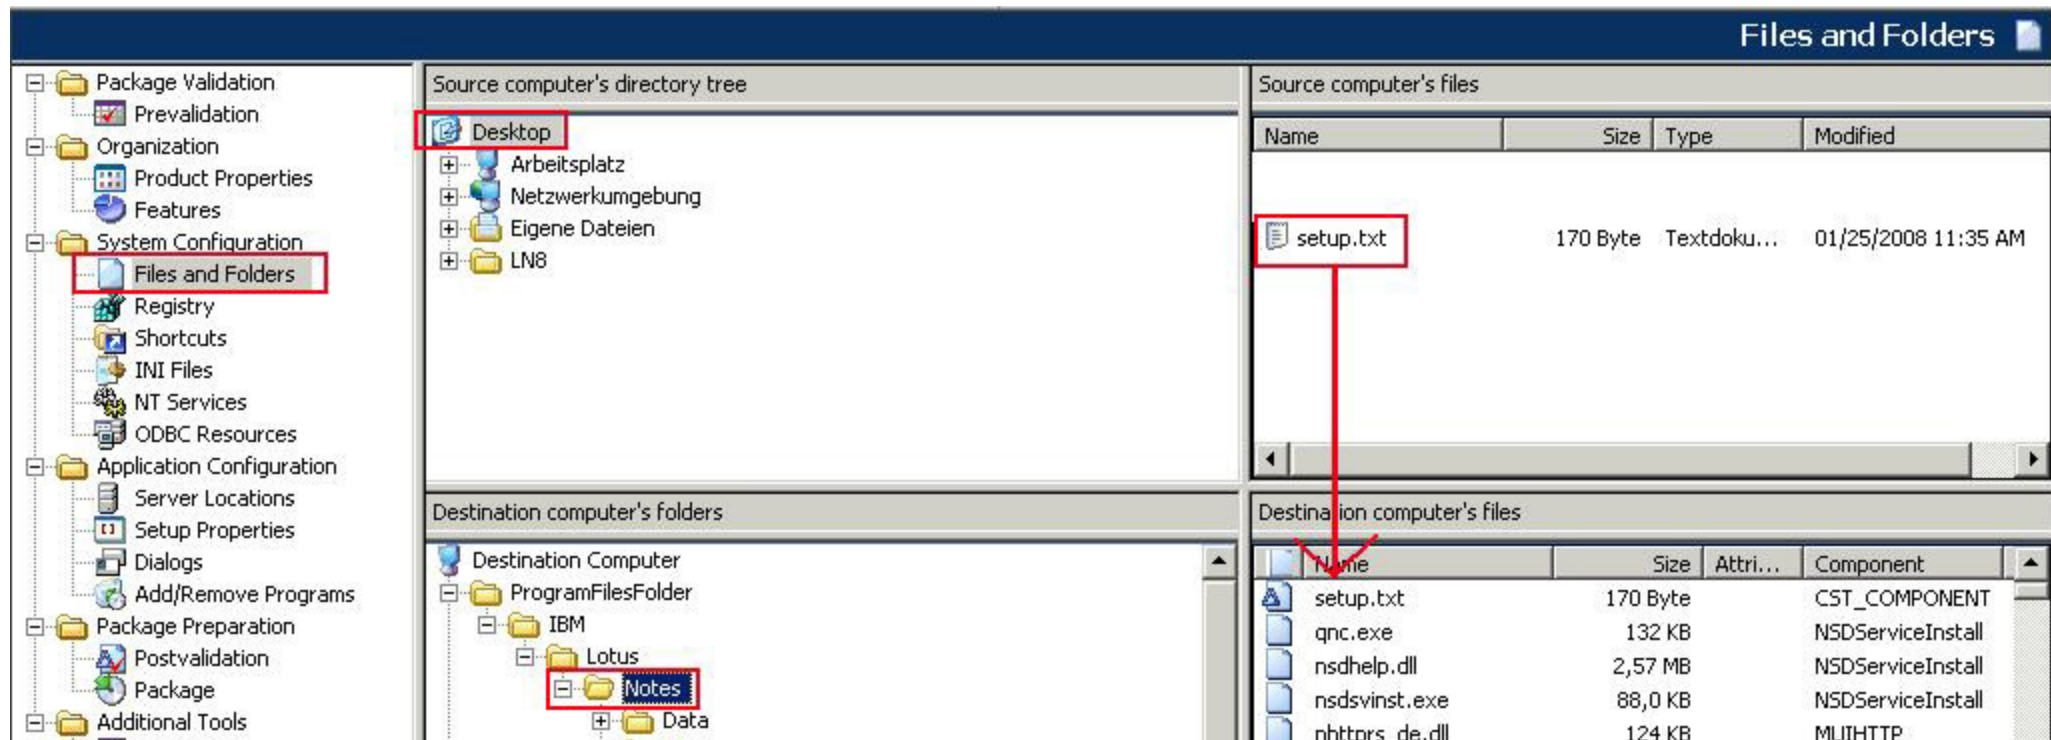 Files and Folders
Package Validation
Prevalidation
Organization
Product Properties
Features
System Configuration
Files and Folders
Registry
Shortcuts
INI Files
NT Services
ODBC Resources
Application Configuration
Server Locations
Setup Properties
Dialogs
Add/Remove Programs
Package Preparation
Postvalidation
Package
Additional Tools
Source computer's directory tree
Desktop
Arbeitsplatz
Netzwerkumgebung
Eigene Dateien
LN8
Source computer's files
Name Size Type Modified
setup.txt 170 Byte Textdoku... 01/25/2008 11:35 AM
Destination computer's folders
Destination Computer
ProgramFilesFolder
IBM
Lotus
Notes
Data
Destination computer's files
Name Size Attri... Component
setup.txt 170 Byte CST_COMPONENT
qnc.exe 132 KB NSDServiceInstall
nsdhelp.dll 2,57 MB NSDServiceInstall
nsdsvinst.exe 88,0 KB NSDServiceInstall
nhttprs_de.dll 124 KB MUIHTTP